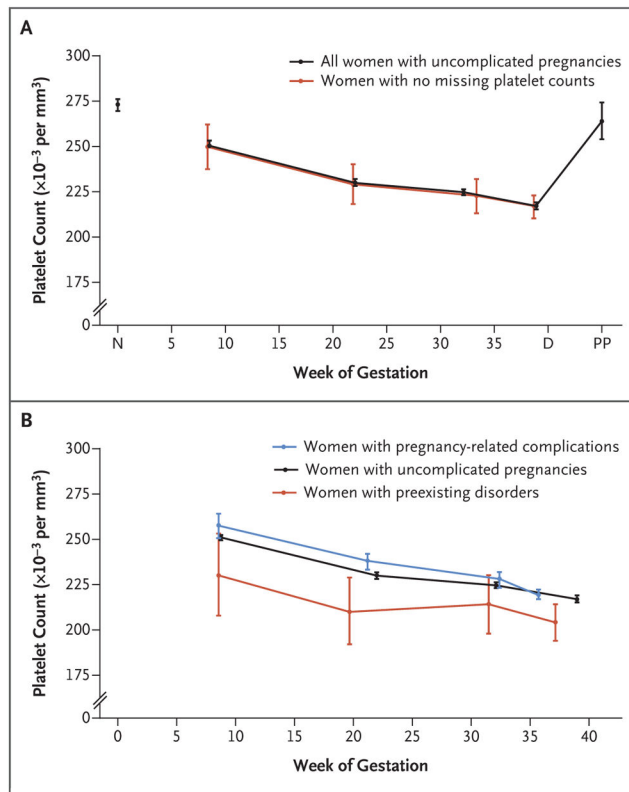 A
300
275
250
225
200
175
0
Platelet Count (×10⁻³ per mm³)
All women with uncomplicated pregnancies
Women with no missing platelet counts
N 5 10 15 20 25 30 35 D PP
Week of Gestation
B
300
275
250
225
200
175
0
Platelet Count (×10⁻³ per mm³)
Women with pregnancy-related complications
Women with uncomplicated pregnancies
Women with preexisting disorders
0 5 10 15 20 25 30 35 40
Week of Gestation